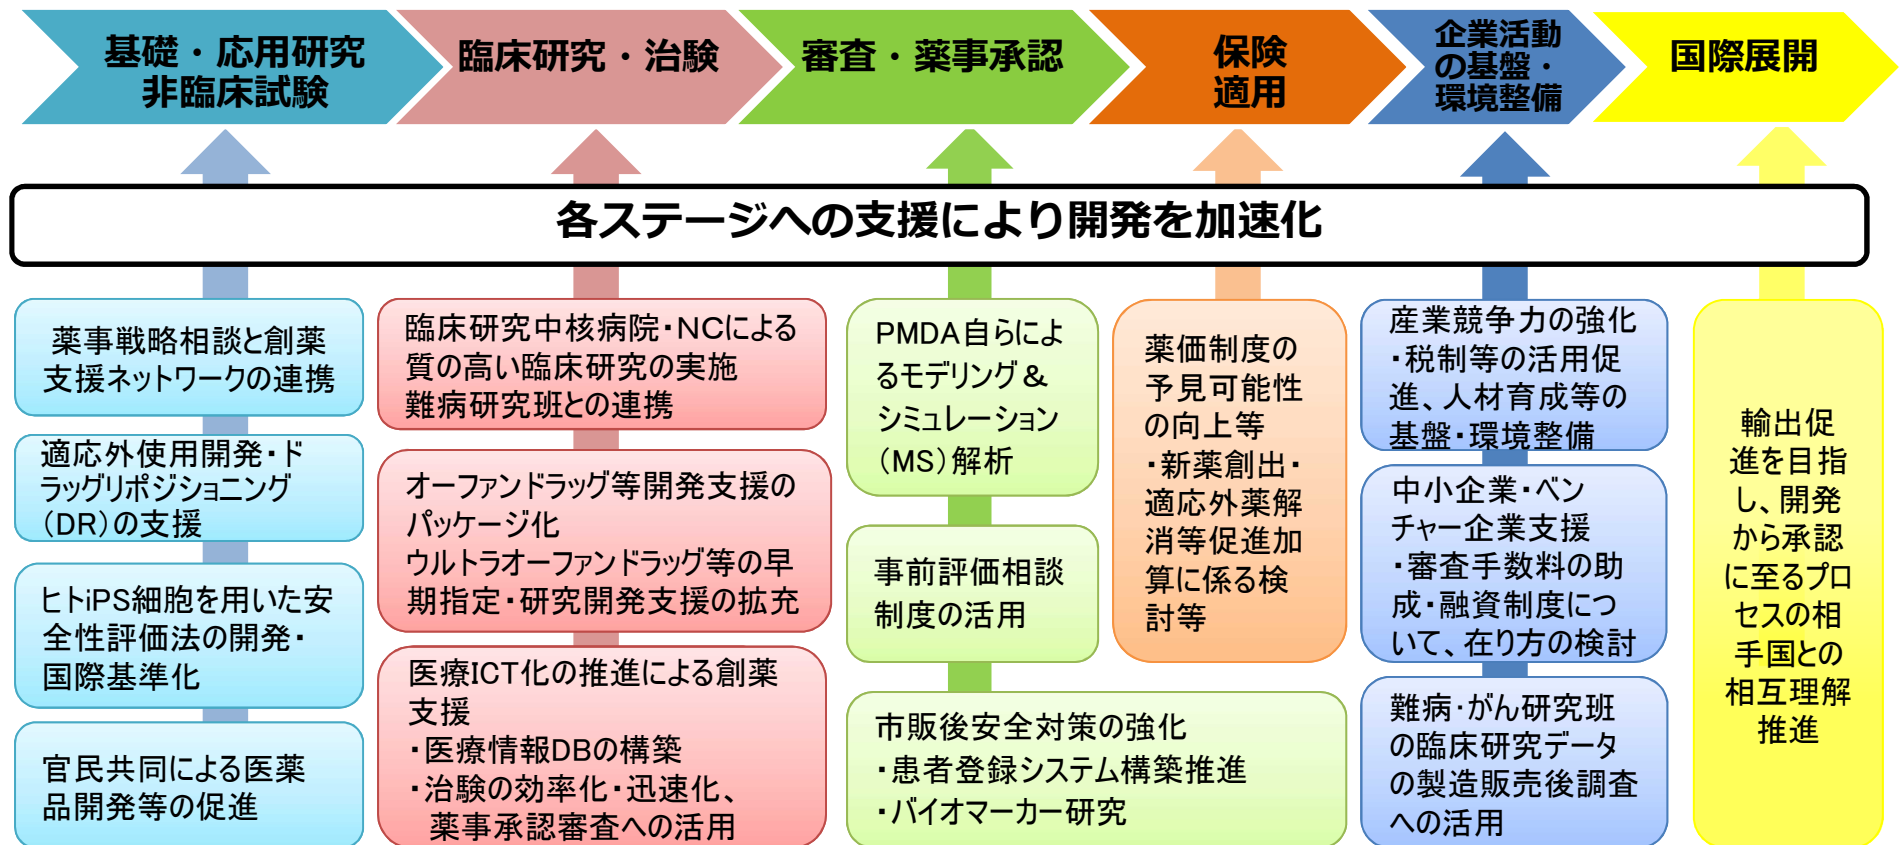 基礎・応用研究
非臨床試験
臨床研究・治験
審査・薬事承認
保険
適用
企業活動
の基盤・
環境整備
国際展開
各ステージへの支援により開発を加速化
薬事戦略相談と創薬
支援ネットワークの連携
適応外使用開発・ド
ラッグリポジショニング
（DR）の支援
ヒトiPS細胞を用いた安
全性評価法の開発・
国際基準化
官民共同による医薬
品開発等の促進
臨床研究中核病院・NCによる
質の高い臨床研究の実施
難病研究班との連携
オーファンドラッグ等開発支援の
パッケージ化
ウルトラオーファンドラッグ等の早
期指定・研究開発支援の拡充
医療ICT化の推進による創薬
支援
・医療情報DBの構築
・治験の効率化・迅速化、
薬事承認審査への活用
PMDA自らによ
るモデリング＆
シミュレーション
（MS）解析
事前評価相談
制度の活用
市販後安全対策の強化
・患者登録システム構築推進
・バイオマーカー研究
薬価制度の
予見可能性
の向上等
・新薬創出・
適応外薬解
消等促進加
算に係る検
討等
産業競争力の強化
・税制等の活用促
進、人材育成等の
基盤・環境整備
中小企業・ベン
チャー企業支援
・審査手数料の助
成・融資制度につ
いて、在り方の検討
難病・がん研究班
の臨床研究データ
の製造販売後調査
への活用
輸出促
進を目指
し、開発
から承認
に至るプロ
セスの相
手国との
相互理解
推進